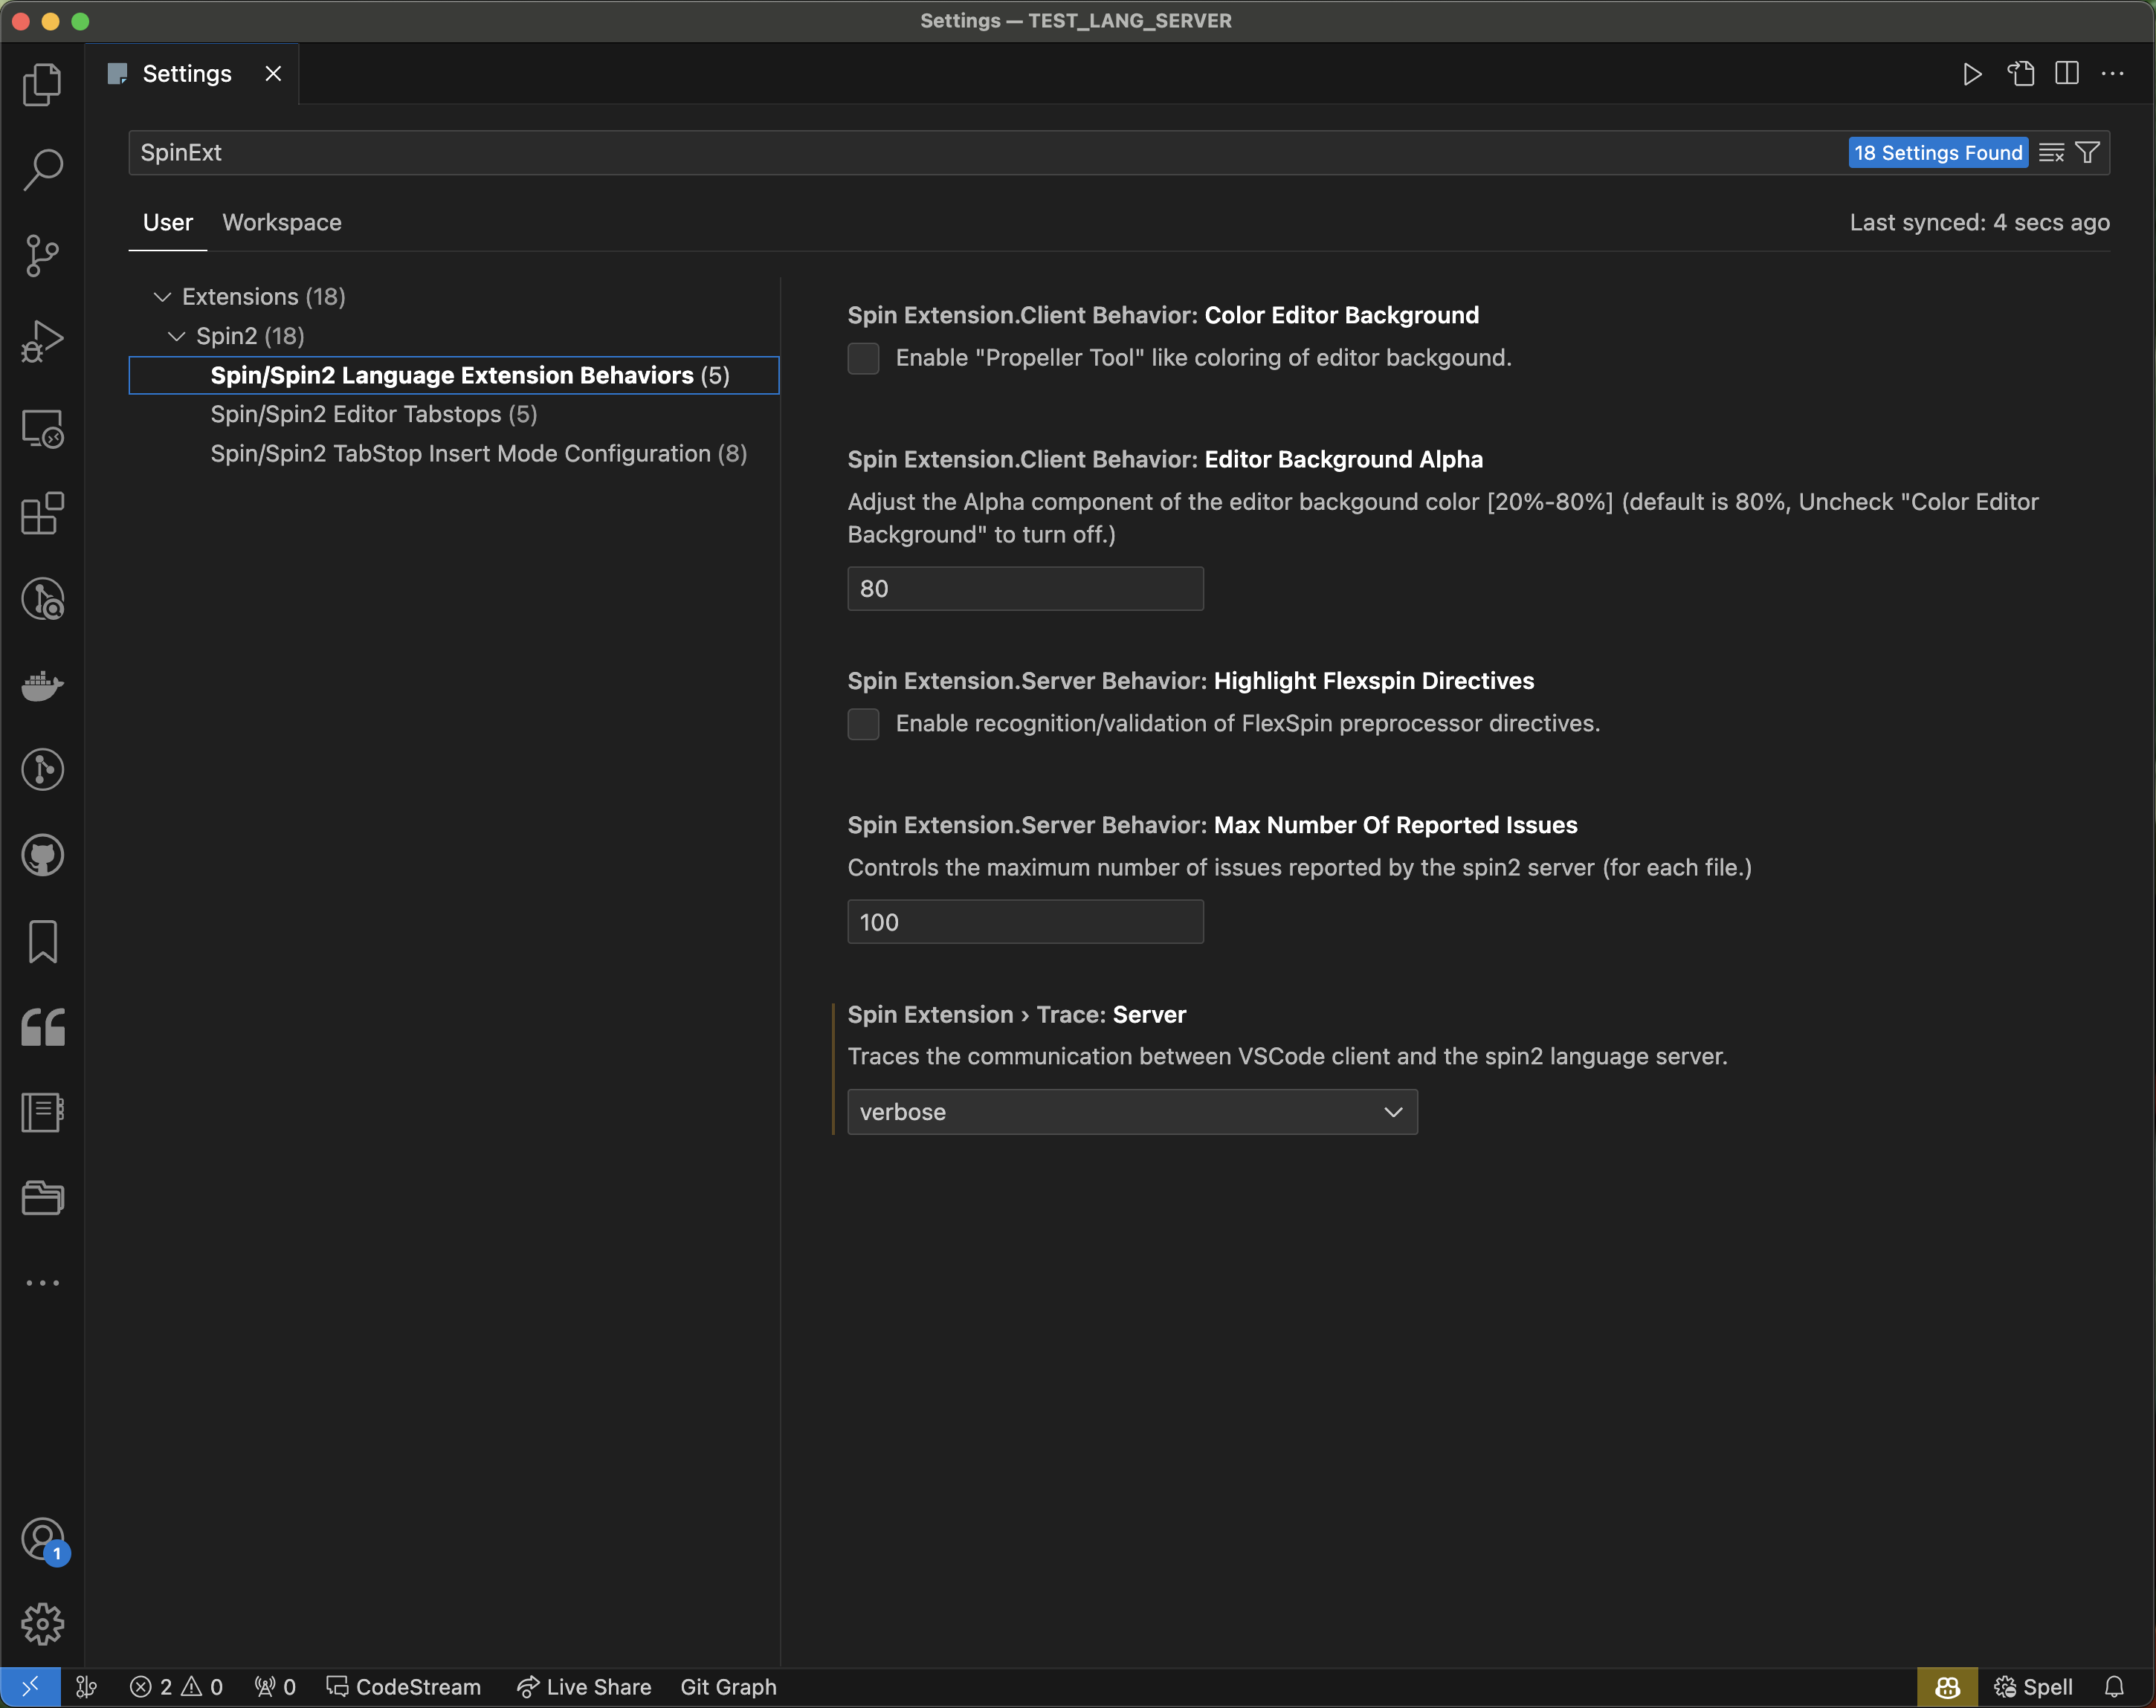 Settings — TEST_LANG_SERVER
Settings
SpinExt
18 Settings Found
User
Workspace
Last synced: 4 secs ago
Extensions (18)
Spin2 (18)
Spin/Spin2 Language Extension Behaviors (5)
Spin/Spin2 Editor Tabstops (5)
Spin/Spin2 TabStop Insert Mode Configuration (8)
Spin Extension.Client Behavior: Color Editor Background
Enable "Propeller Tool" like coloring of editor backgound.
Spin Extension.Client Behavior: Editor Background Alpha
Adjust the Alpha component of the editor backgound color [20%-80%] (default is 80%, Uncheck "Color Editor
Background" to turn off.)
80
Spin Extension.Server Behavior: Highlight Flexspin Directives
Enable recognition/validation of FlexSpin preprocessor directives.
Spin Extension.Server Behavior: Max Number Of Reported Issues
Controls the maximum number of issues reported by the spin2 server (for each file.)
100
Spin Extension › Trace: Server
Traces the communication between VSCode client and the spin2 language server.
verbose
1
2 0 0 CodeStream Live Share Git Graph Spell